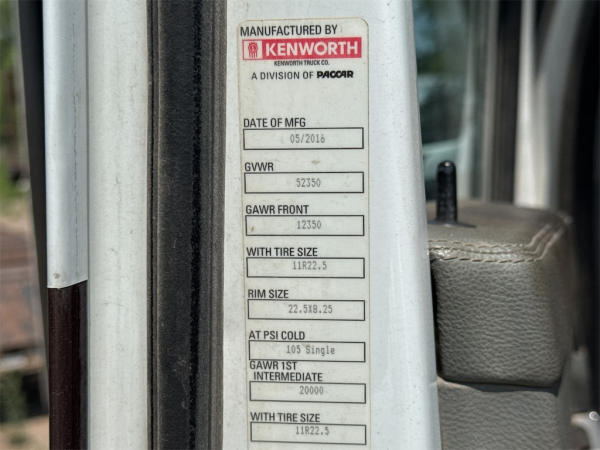 MANUFACTURED BY
KENWORTH
KENWORTH TRUCK CO.
A DIVISION OF PACCAR
DATE OF MFG
05/2016
GVWR
52350
GAWR FRONT
12350
WITH TIRE SIZE
11R22.5
RIM SIZE
22.5X8.25
AT PSI COLD
105 Single
GAWR 1ST
INTERMEDIATE
20000
WITH TIRE SIZE
11R22.5